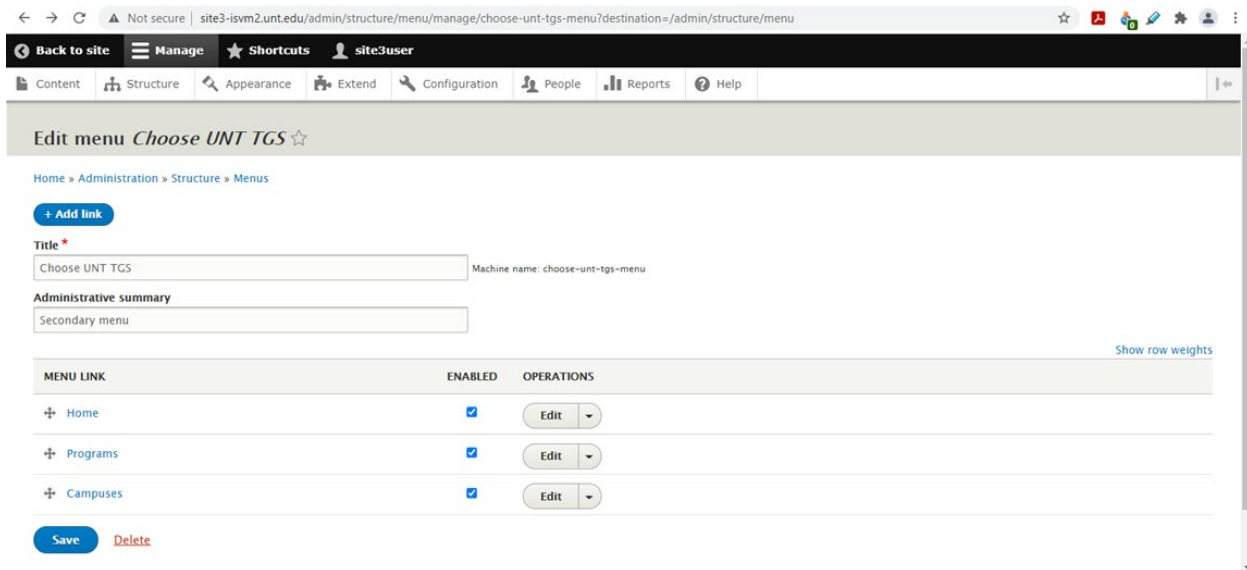 Not secure | site3-isvm2.unt.edu/admin/structure/menu/manage/choose-unt-tgs-menu?destination=/admin/structure/menu
0
Back to site Manage Shortcuts site3user
Content Structure Appearance Extend Configuration People Reports Help
Edit menu Choose UNT TGS
Home » Administration » Structure » Menus
+ Add link
Title *
Choose UNT TGS Machine name: choose-unt-tgs-menu
Administrative summary
Secondary menu
Show row weights
MENU LINK ENABLED OPERATIONS
Home Edit
Programs Edit
Campuses Edit
Save Delete